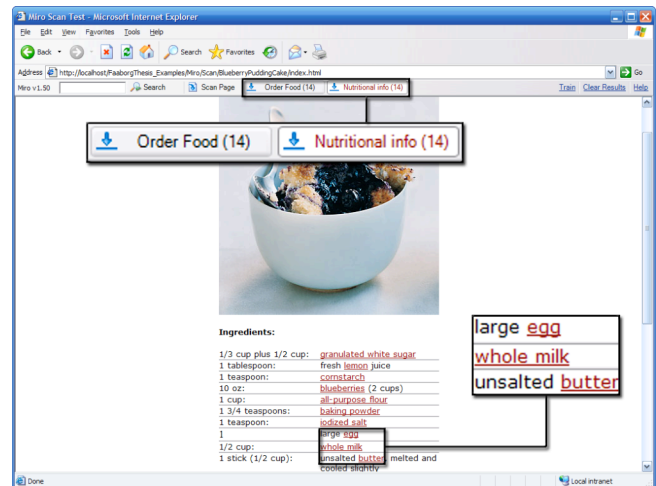 Miro Scan Test - Microsoft Internet Explorer
File Edit View Favorites Tools Help
Back Search Favorites
Address http://localhost/FaaborgThesis_Examples/Miro/Scan/BlueberryPuddingCake/index.html Go
Miro v1.50 Search Scan Page Order Food (14) Nutritional info (14) Train Clear Results Help
Order Food (14) Nutritional info (14)
Ingredients:
1/3 cup plus 1/2 cup: granulated white sugar
1 tablespoon: fresh lemon juice
1 teaspoon: cornstarch
10 oz: blueberries (2 cups)
1 cup: all-purpose flour
1 3/4 teaspoons: baking powder
1 teaspoon: iodized salt
1 large egg
1/2 cup: whole milk
1 stick (1/2 cup): unsalted butter, melted and
cooled slightly
large egg
whole milk
unsalted butter
Done Local intranet